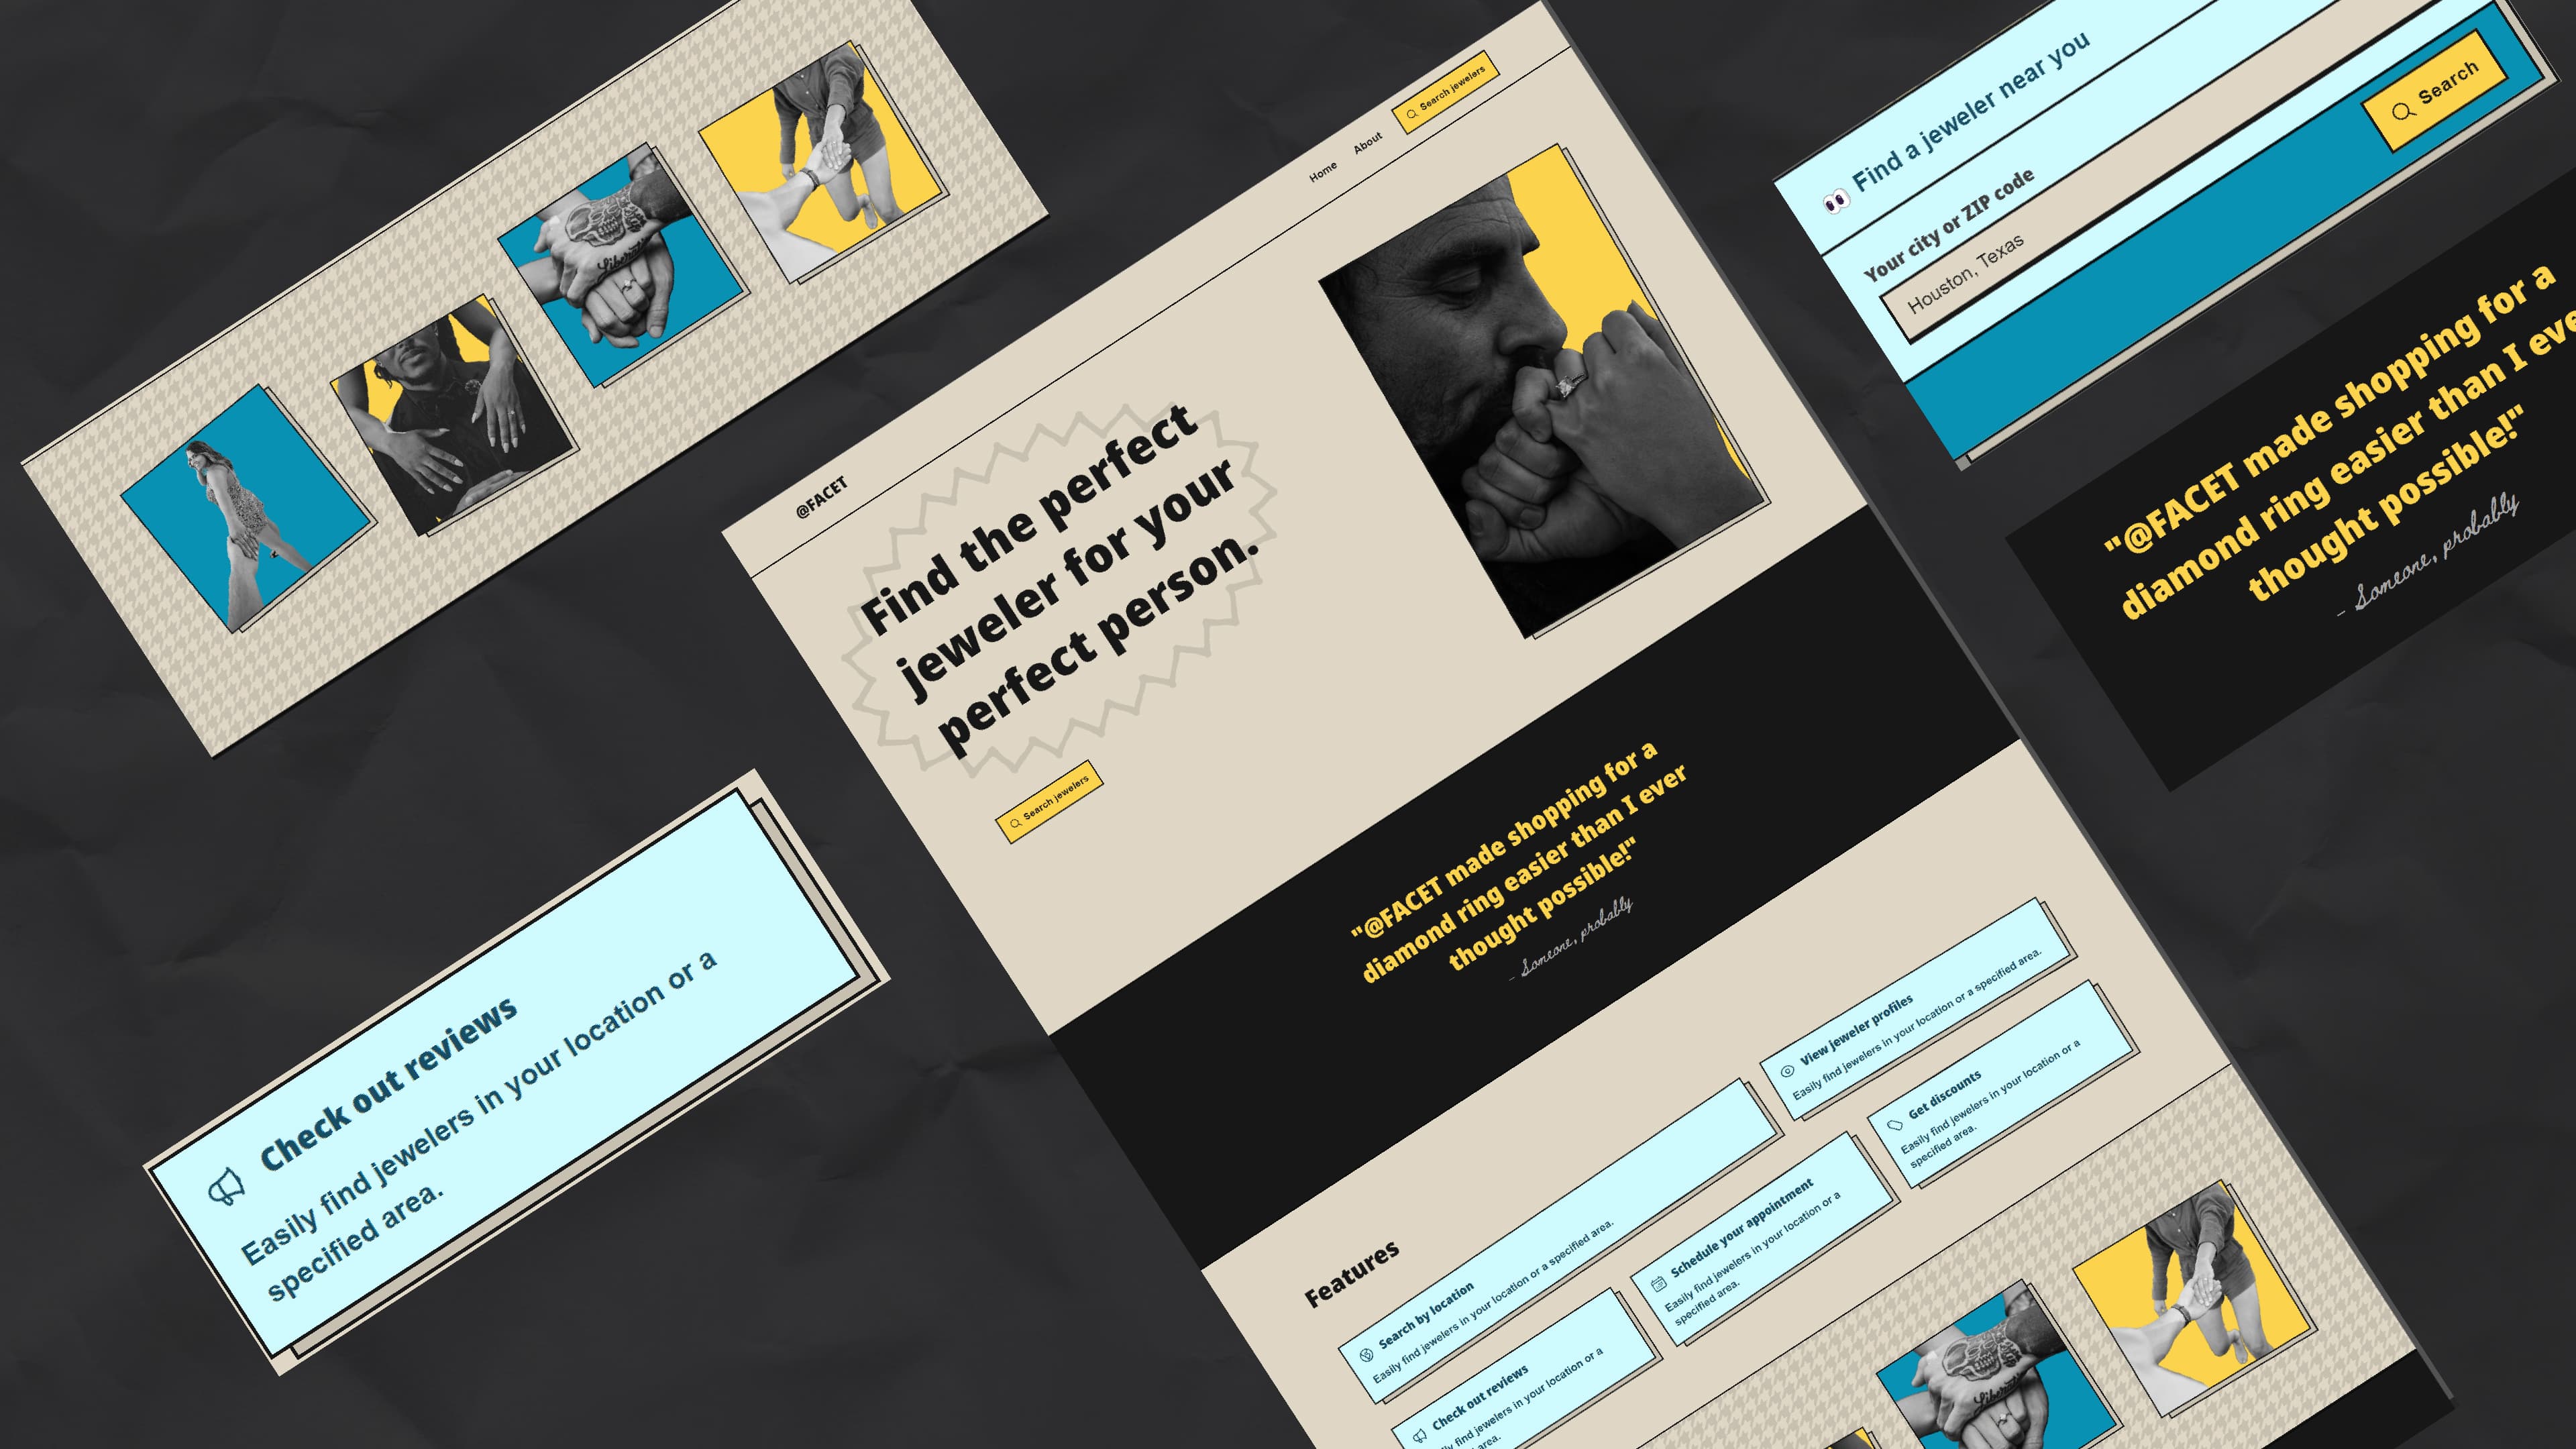 @FACET
Home
About
Search jewelers
Find the perfect
jeweler for your
perfect person.
Search jewelers
"@FACET made shopping for a
diamond ring easier than I ever
thought possible!"
- Someone, probably
Features
Search by location
Easily find jewelers in your location or a specified area.
View jeweler profiles
Easily find jewelers in your location or a specified area.
Check out reviews
find jewelers in your location or a
area.
Schedule your appointment
Easily find jewelers in your location or a
specified area.
Get discounts
Easily find jewelers in your location or a
specified area.
Liberta
Liberta
Check out reviews
Easily find jewelers in your location or a
specified area.
👀 Find a jeweler near you
Your city or ZIP code
Houston, Texas
Search
"@FACET made shopping for a
diamond ring easier than I eve
thought possible!"
- Someone, probably